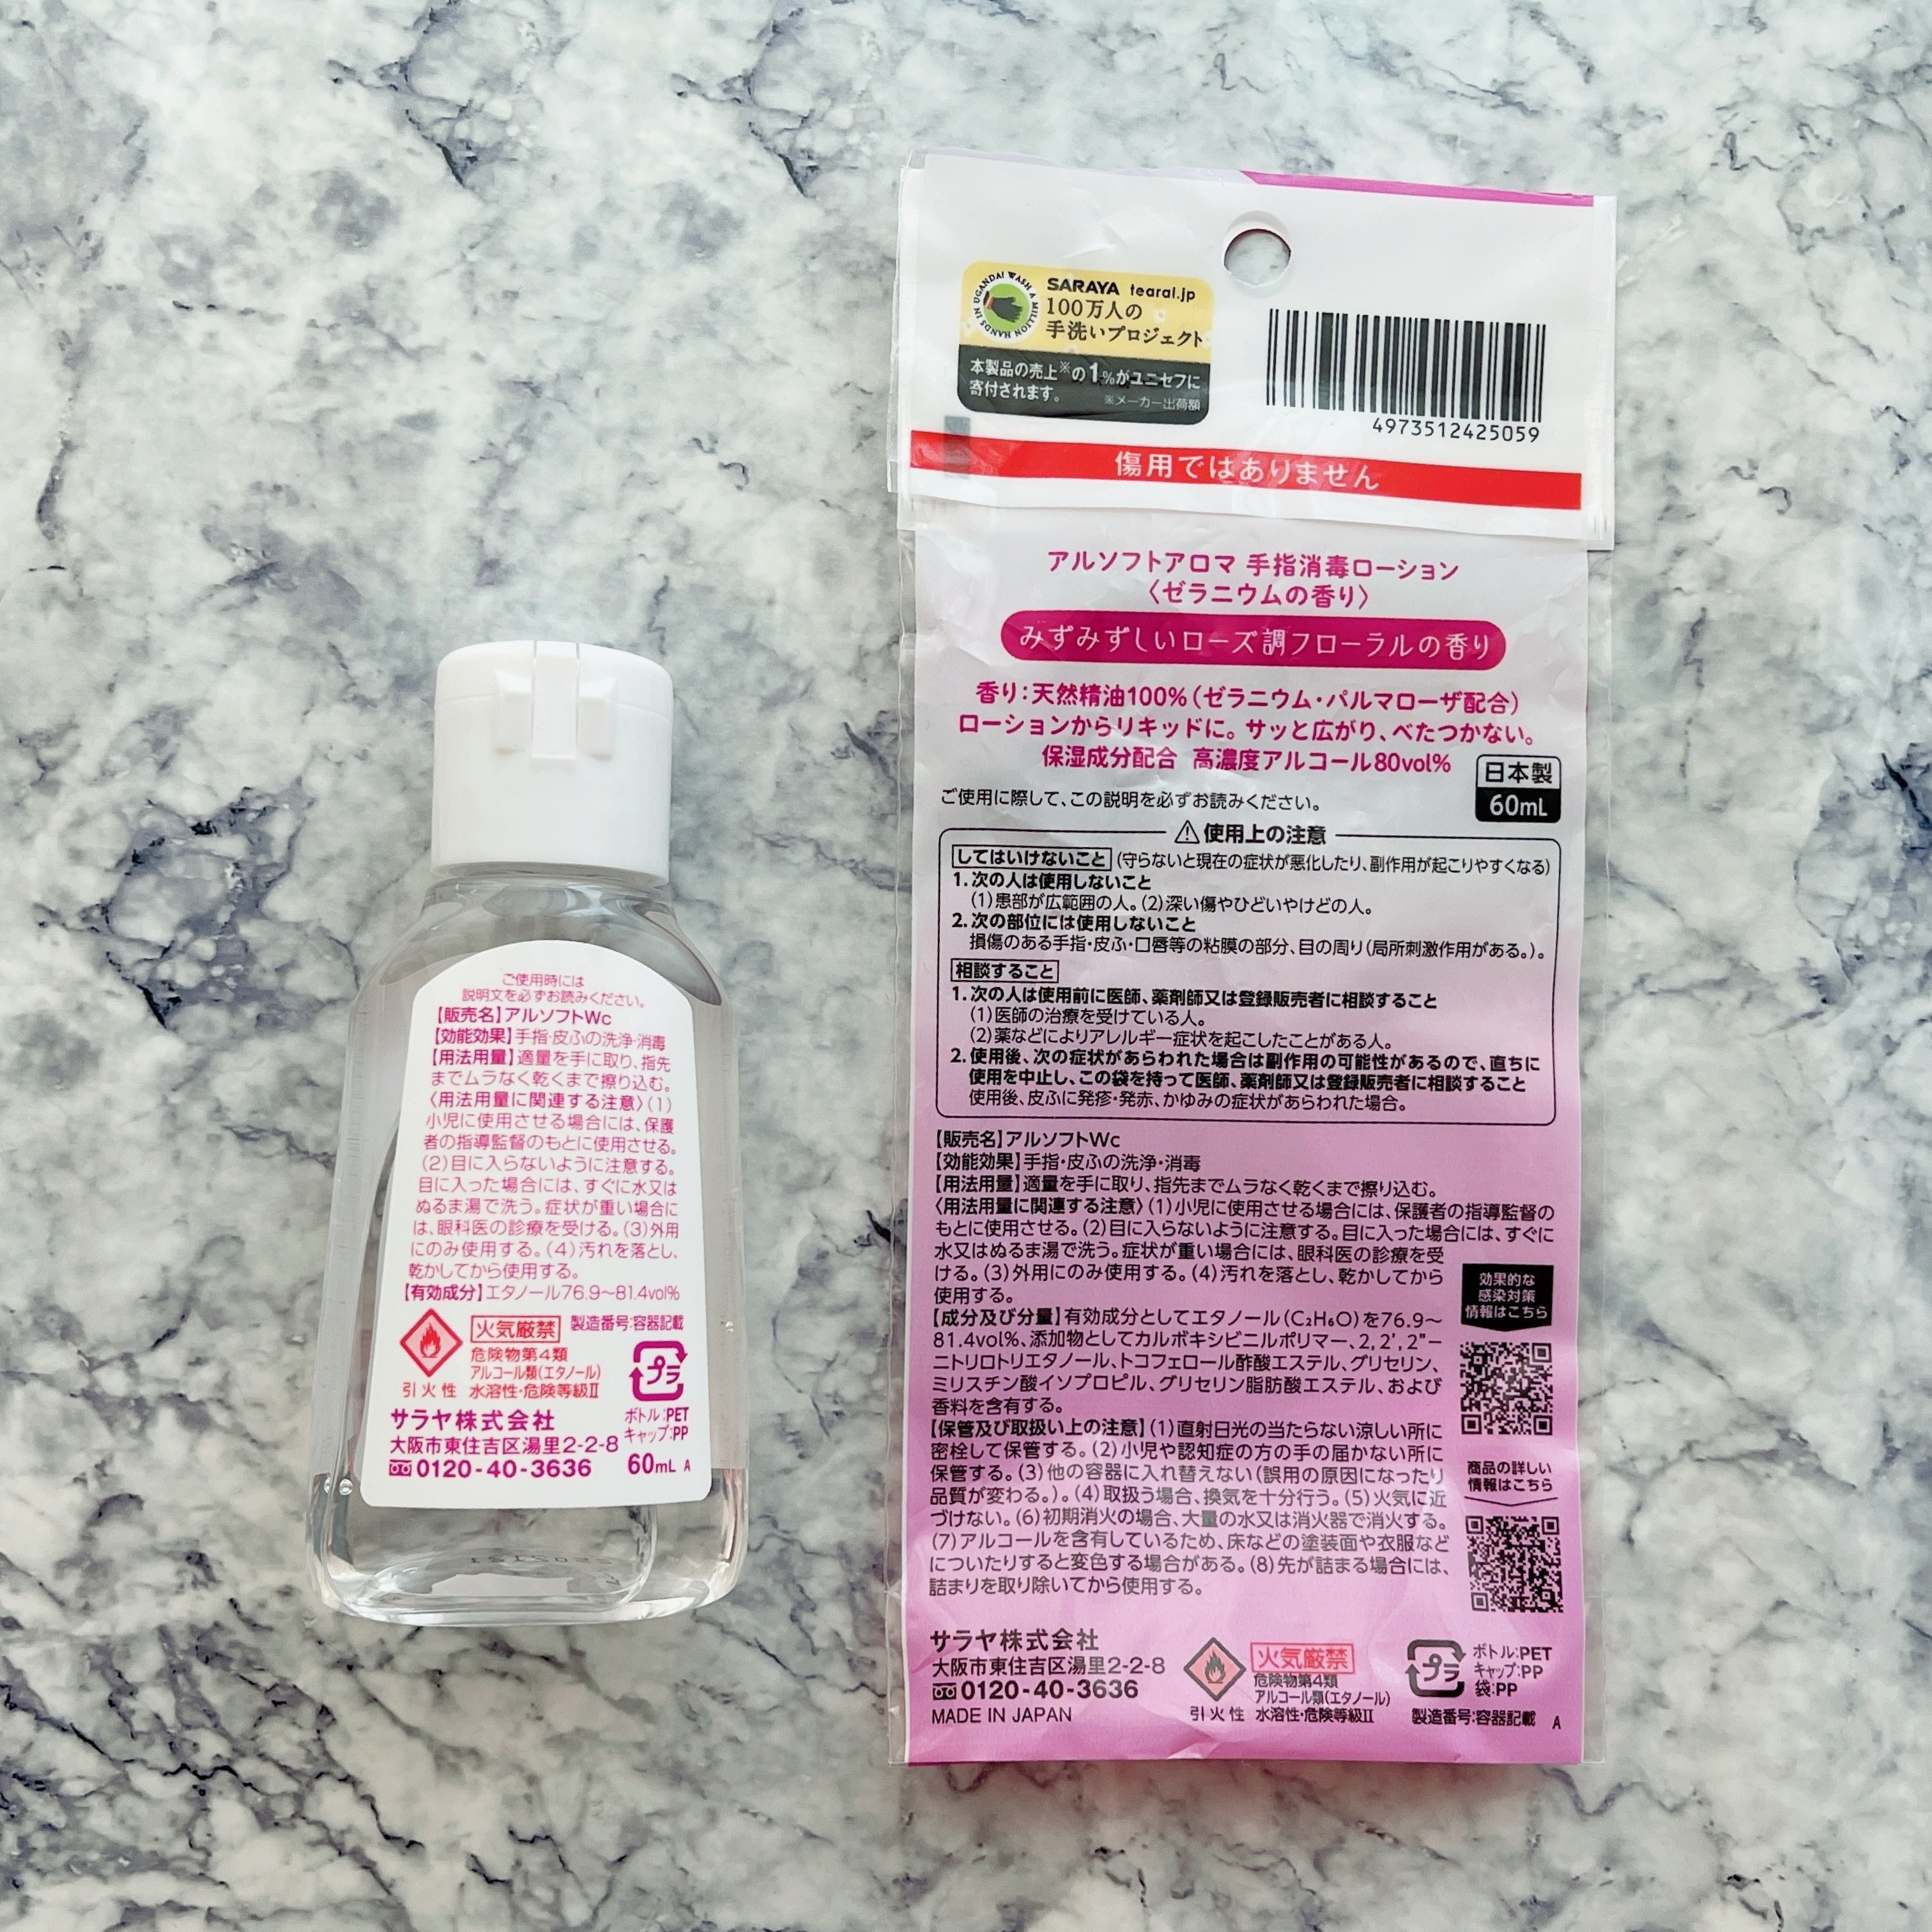 ご使用時には
説明文を必ずお読みください。
【販売名】アルソフトWc
【効能効果】手指・皮ふの洗浄・消毒
【用法用量】適量を手に取り、指先
までムラなく乾くまで擦り込む。
〈用法用量に関連する注意〉(1)
小児に使用させる場合には、保護
者の指導監督のもとに使用させる。
(2)目に入らないように注意する。
目に入った場合には、すぐに水又は
ぬるま湯で洗う。症状が重い場合に
は、眼科医の診療を受ける。(3)外用
にのみ使用する。(4)汚れを落とし、
乾かしてから使用する。
【有効成分】エタノール76.9〜81.4vol%
火気厳禁 製造番号:容器記載
危険物第4類
アルコール類(エタノール)
引火性 水溶性・危険等級Ⅱ
プラ
サラヤ株式会社
大阪市東住吉区湯里2-2-8
0120-40-3636
ボトル:PET
キャップ:PP
60mL A
WASH A MILLION HANDS IN UGANDA!
SARAYA tearai.jp
100万人の
手洗いプロジェクト
本製品の売上※の1%がユニセフに
寄付されます。 ※メーカー出荷額
4973512425059
傷用ではありません
アルソフトアロマ 手指消毒ローション
〈ゼラニウムの香り〉
みずみずしいローズ調フローラルの香り
香り:天然精油100%(ゼラニウム・パルマローザ配合)
ローションからリキッドに。サッと広がり、べたつかない。
保湿成分配合 高濃度アルコール80vol%
日本製
60mL
ご使用に際して、この説明を必ずお読みください。
⚠使用上の注意
してはいけないこと (守らないと現在の症状が悪化したり、副作用が起こりやすくなる)
1. 次の人は使用しないこと
(1)患部が広範囲の人。(2)深い傷やひどいやけどの人。
2. 次の部位には使用しないこと
損傷のある手指・皮ふ・口唇等の粘膜の部分、目の周り(局所刺激作用がある。)。
相談すること
1. 次の人は使用前に医師、薬剤師又は登録販売者に相談すること
(1)医師の治療を受けている人。
(2)薬などによりアレルギー症状を起こしたことがある人。
2. 使用後、次の症状があらわれた場合は副作用の可能性があるので、直ちに
使用を中止し、この袋を持って医師、薬剤師又は登録販売者に相談すること
使用後、皮ふに発疹・発赤、かゆみの症状があらわれた場合。
【販売名】アルソフトWc
【効能効果】手指・皮ふの洗浄・消毒
【用法用量】適量を手に取り、指先までムラなく乾くまで擦り込む。
〈用法用量に関連する注意〉(1)小児に使用させる場合には、保護者の指導監督の
もとに使用させる。(2)目に入らないように注意する。目に入った場合には、すぐに
水又はぬるま湯で洗う。症状が重い場合には、眼科医の診療を受
ける。(3)外用にのみ使用する。(4)汚れを落とし、乾かしてから
使用する。
【成分及び分量】有効成分としてエタノール(C₂H₆O)を76.9〜
81.4vol%、添加物としてカルボキシビニルポリマー、2,2',2"ー
ニトリロトリエタノール、トコフェロール酢酸エステル、グリセリン、
ミリスチン酸イソプロピル、グリセリン脂肪酸エステル、および
香料を含有する。
【保管及び取扱い上の注意】(1)直射日光の当たらない涼しい所に
密栓して保管する。(2)小児や認知症の方の手の届かない所に
保管する。(3)他の容器に入れ替えない(誤用の原因になったり
品質が変わる。)。(4)取扱う場合、換気を十分行う。(5)火気に近
づけない。(6)初期消火の場合、大量の水又は消火器で消火する。
(7)アルコールを含有しているため、床などの塗装面や衣服など
についたりすると変色する場合がある。(8)先が詰まる場合には、
詰まりを取り除いてから使用する。
効果的な
感染対策
情報はこちら
商品の詳しい
情報はこちら
サラヤ株式会社
大阪市東住吉区湯里2-2-8
0120-40-3636
MADE IN JAPAN
火気厳禁
危険物第4類
アルコール類(エタノール)
引火性 水溶性・危険等級Ⅱ
プラ
ボトル:PET
キャップ:PP
袋:PP
製造番号:容器記載 A